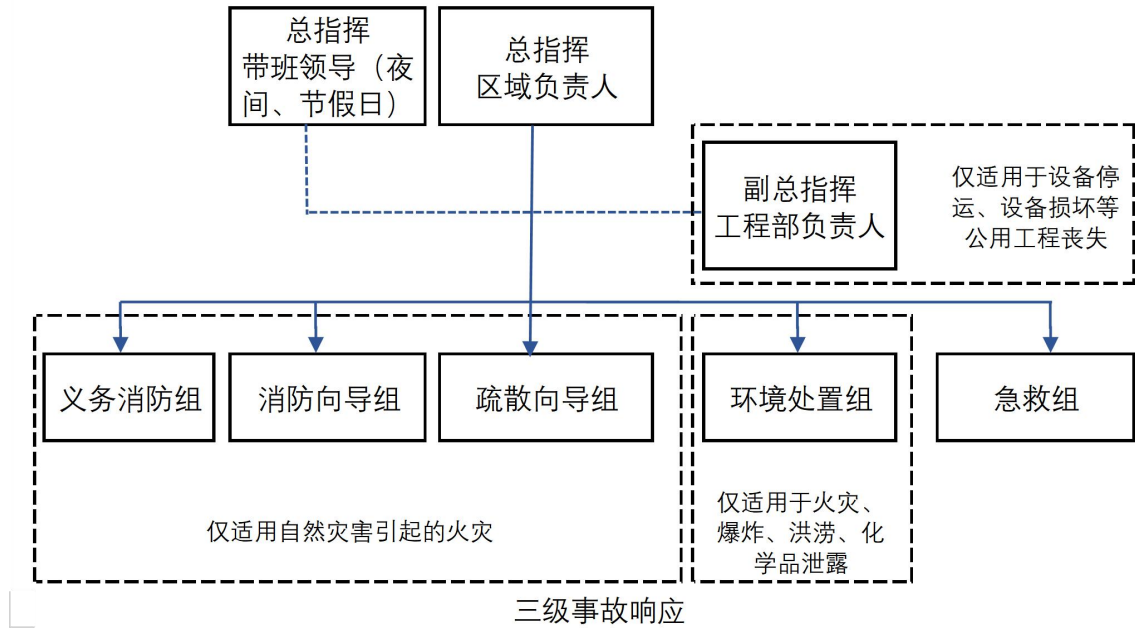 总指挥
带班领导（夜
间、节假日）
总指挥
区域负责人
副总指挥
工程部负责人
仅适用于设备停
运、设备损坏等
公用工程丧失
义务消防组
消防向导组
疏散向导组
环境处置组
急救组
仅适用自然灾害引起的火灾
仅适用于火灾、
爆炸、洪涝、化
学品泄露
三级事故响应